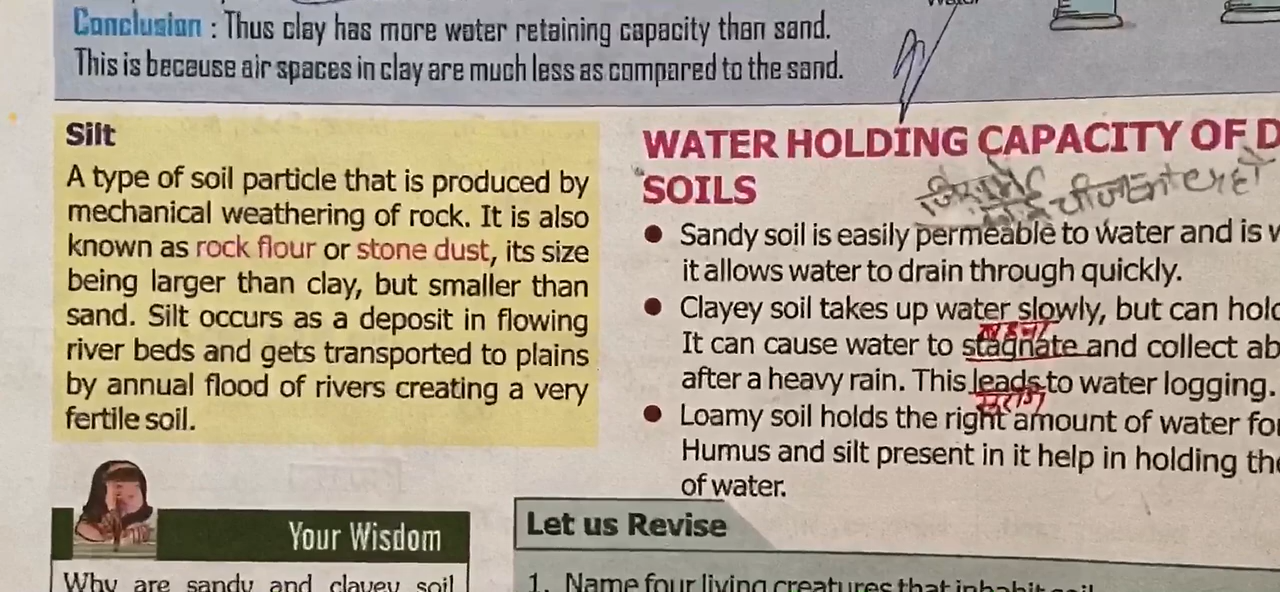 Conclusion : Thus clay has more water retaining capacity than sand.
This is because air spaces in clay are much less as compared to the sand.
Silt
A type of soil particle that is produced by
mechanical weathering of rock. It is also
known as rock flour or stone dust, its size
being larger than clay, but smaller than
sand. Silt occurs as a deposit in flowing
river beds and gets transported to plains
by annual flood of rivers creating a very
fertile soil.
Your Wisdom
Why are sandy and clayey soil
WATER HOLDING CAPACITY OF D
SOILS
Sandy soil is easily permeable to water and is w
it allows water to drain through quickly.
Clayey soil takes up water slowly, but can hold
It can cause water to stagnate and collect ab
after a heavy rain. This leads to water logging.
Loamy soil holds the right amount of water for
Humus and silt present in it help in holding the
of water.
Let us Revise
1. Name four living creatures that inhabit soil